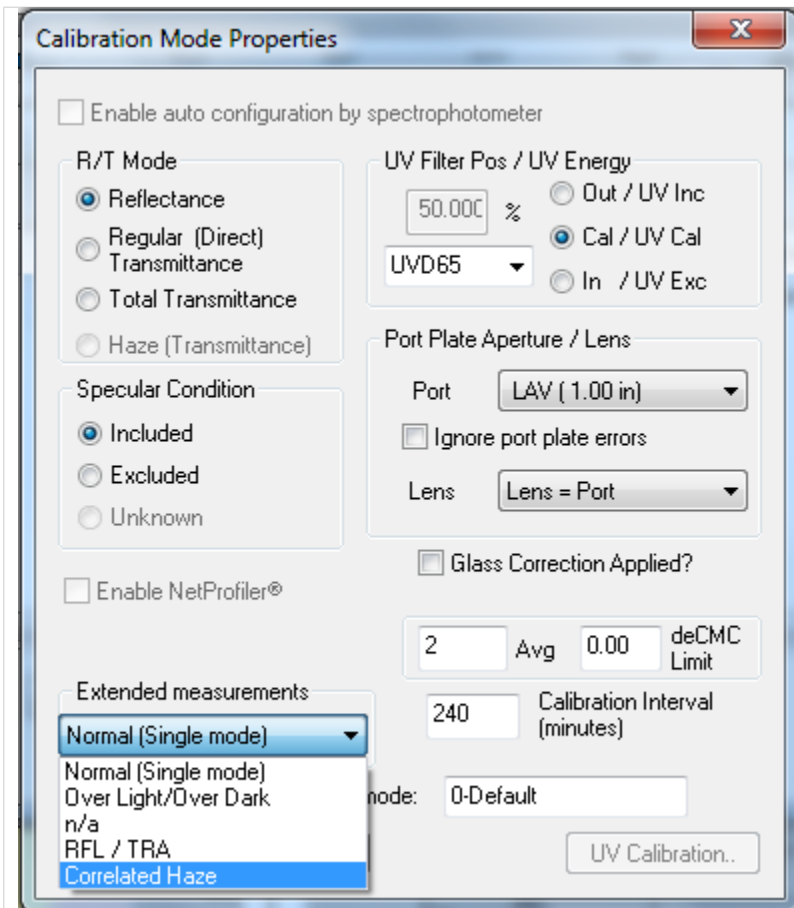 Calibration Mode Properties
Enable auto configuration by spectrophotometer
R/T Mode
Reflectance
Regular (Direct)
Transmittance
Total Transmittance
Haze (Transmittance)
UV Filter Pos / UV Energy
50.000 %
UVD65
Out / UV Inc
Cal / UV Cal
In / UV Exc
Specular Condition
Included
Excluded
Unknown
Port Plate Aperture / Lens
Port LAV ( 1.00 in)
Ignore port plate errors
Lens Lens = Port
Glass Correction Applied?
Enable NetProfiler®
2 Avg 0.00 deCMC
Limit
Extended measurements
Normal (Single mode)
240 Calibration Interval
(minutes)
Normal (Single mode)
Over Light/Over Dark
n/a
RFL / TRA
Correlated Haze
mode: 0-Default
UV Calibration..